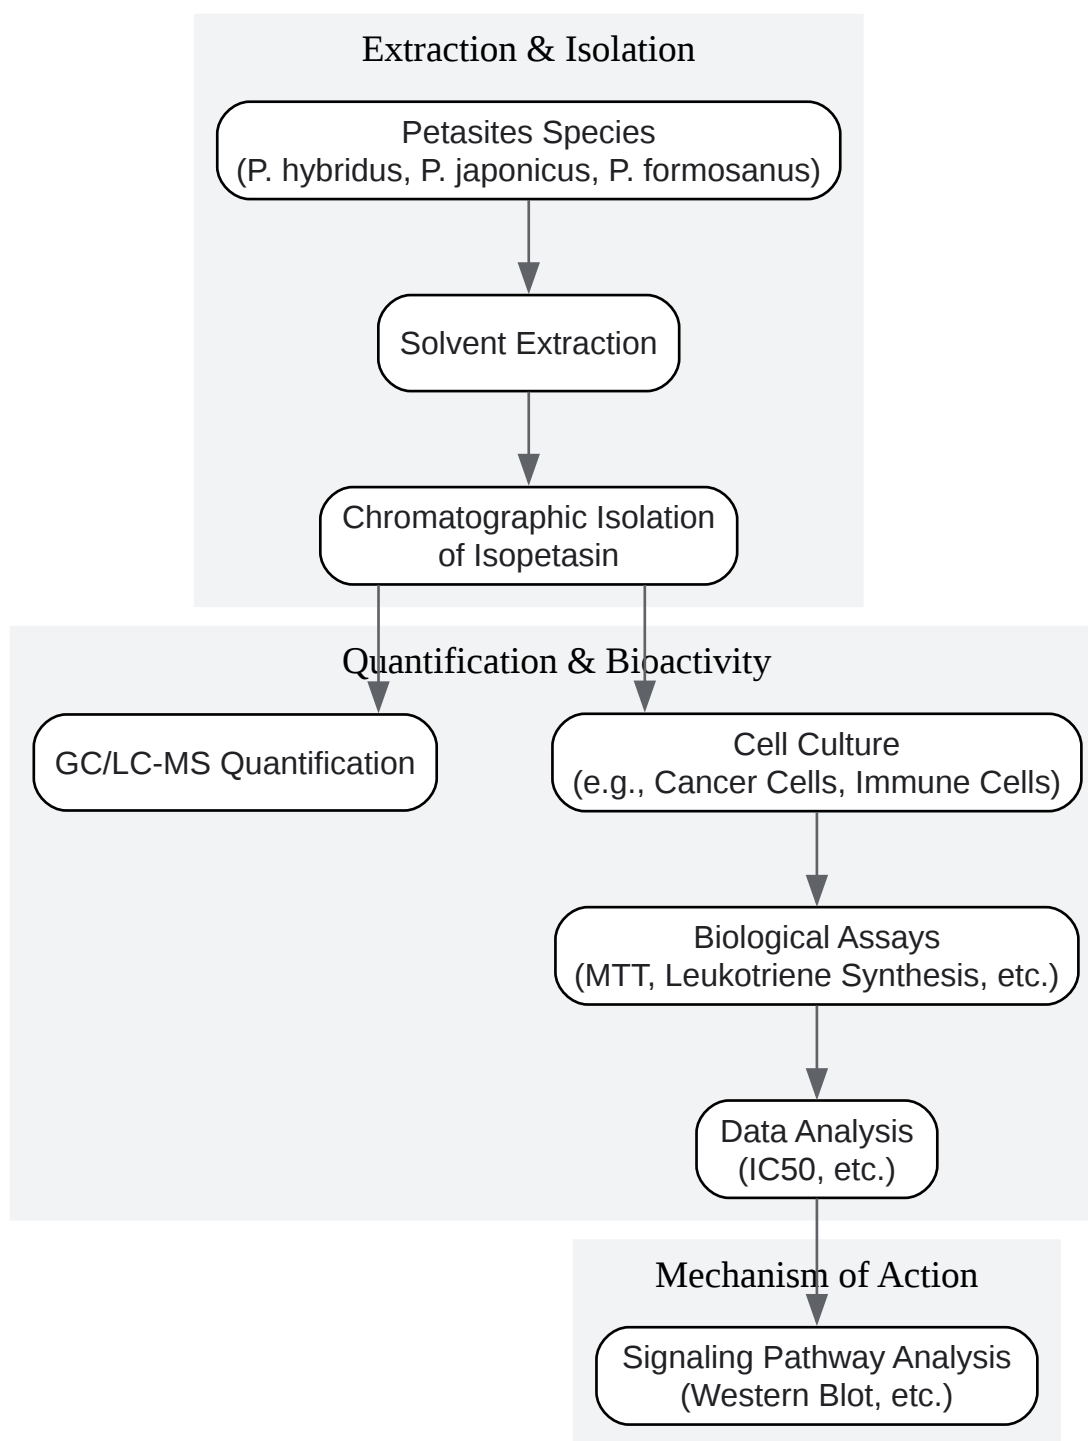 Extraction & Isolation
Petasites Species
(P. hybridus, P. japonicus, P. formosanus)
Solvent Extraction
Chromatographic Isolation
of Isopetasin
Quantification & Bioactivity
GC/LC-MS Quantification
Cell Culture
(e.g., Cancer Cells, Immune Cells)
Biological Assays
(MTT, Leukotriene Synthesis, etc.)
Data Analysis
(IC50, etc.)
Mechanism of Action
Signaling Pathway Analysis
(Western Blot, etc.)